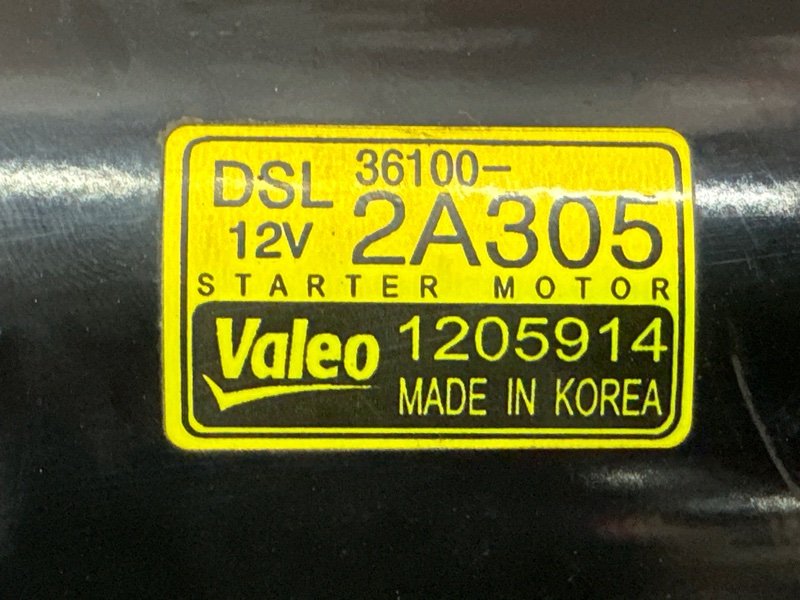 DSL 36100-
12V 2A305
STARTER MOTOR
Valeo 1205914
MADE IN KOREA